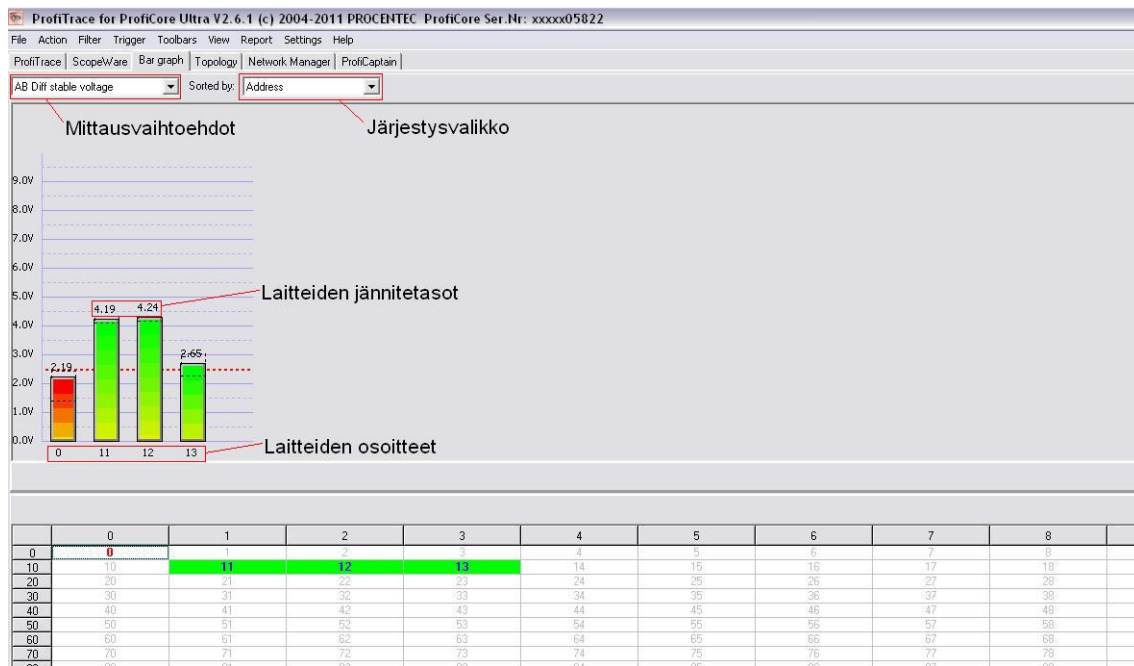 ProfiTrace for ProfiCore Ultra V2.6.1 (c) 2004-2011 PROCENTEC ProfiCore Ser.Nr: xxxxx05822
File Action Filter Trigger Toolbars View Report Settings Help
ProfiTrace ScopeWare Bar graph Topology Network Manager ProfiCaptain
AB Diff stable voltage Sorted by: Address
Mittausvaihtoehdot Järjestysvalikko
9.0V
8.0V
7.0V
6.0V
5.0V Laitteiden jännitetasot
4.19 4.24
4.0V
3.0V 2.65
2.19
2.0V
1.0V
0.0V
0 11 12 13 Laitteiden osoitteet
0 1 2 3 4 5 6 7 8
0 0 1 2 3 4 5 6 7 8
10 10 11 12 13 14 15 16 17 18
20 20 21 22 23 24 25 26 27 28
30 30 31 32 33 34 35 36 37 38
40 40 41 42 43 44 45 46 47 48
50 50 51 52 53 54 55 56 57 58
60 60 61 62 63 64 65 66 67 68
70 70 71 72 73 74 75 76 77 78